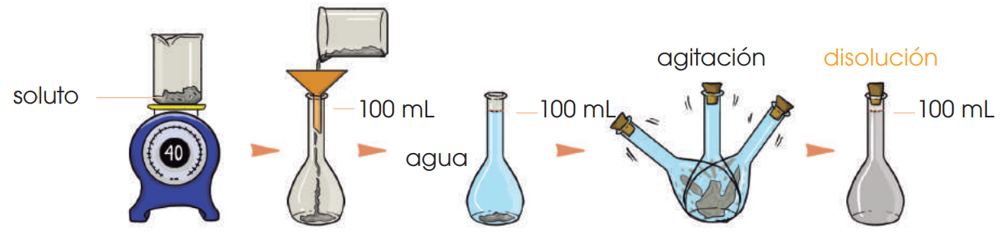 soluto
40
100 mL
agua
100 mL
agitación
disolución
100 mL